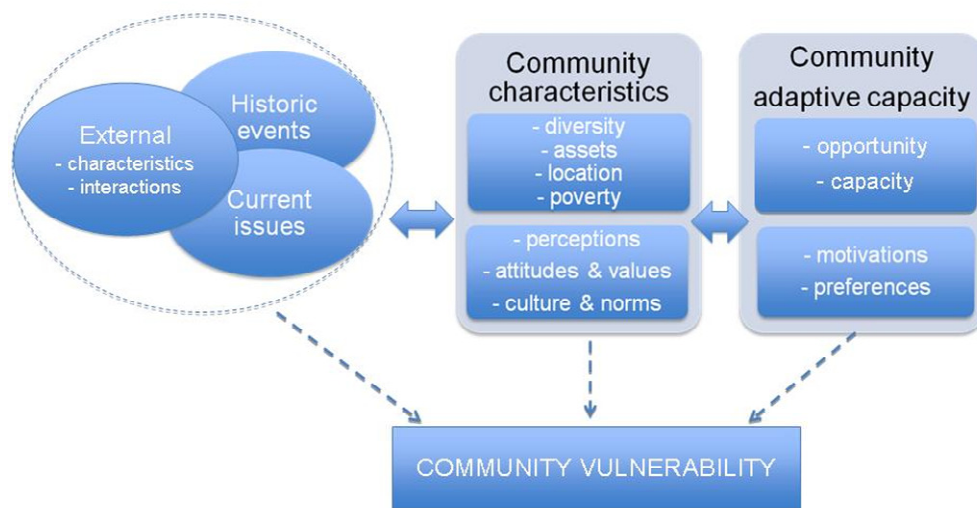 Historic
events
External
- characteristics
- interactions
Current
issues
Community
characteristics
- diversity
- assets
- location
- poverty
- perceptions
- attitudes & values
- culture & norms
Community
adaptive capacity
- opportunity
- capacity
- motivations
- preferences
COMMUNITY VULNERABILITY